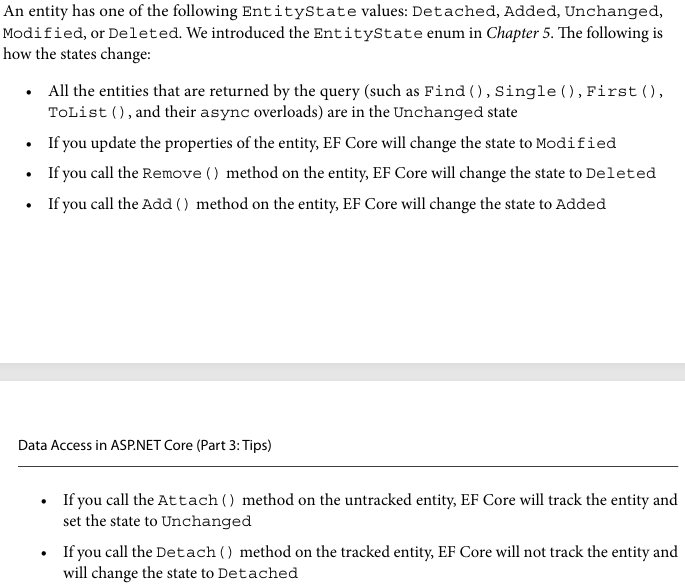 An entity has one of the following EntityState values: Detached, Added, Unchanged,
Modified, or Deleted. We introduced the EntityState enum in Chapter 5. The following is
how the states change:
• All the entities that are returned by the query (such as Find(), Single(), First(),
ToList(), and their async overloads) are in the Unchanged state
• If you update the properties of the entity, EF Core will change the state to Modified
• If you call the Remove() method on the entity, EF Core will change the state to Deleted
• If you call the Add() method on the entity, EF Core will change the state to Added
Data Access in ASP.NET Core (Part 3: Tips)
• If you call the Attach() method on the untracked entity, EF Core will track the entity and
set the state to Unchanged
• If you call the Detach() method on the tracked entity, EF Core will not track the entity and
will change the state to Detached